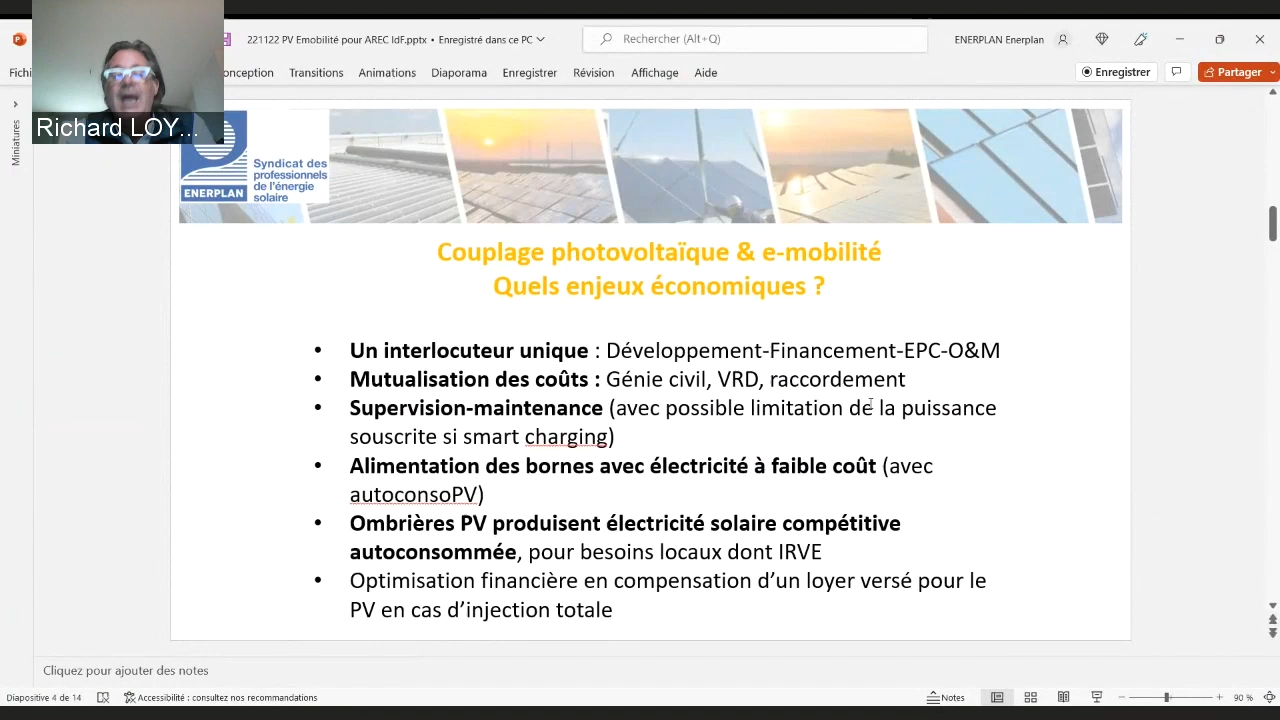 221122 PV Emobilité pour AREC IdF.pptx • Enregistré dans ce PC
Rechercher (Alt+Q)
ENERPLAN Enerplan
Fichi
onception
Transitions
Animations
Diaporama
Enregistrer
Révision
Affichage
Aide
Enregistrer
Partager
Richard LOY...
Miniatures
ENERPLAN
Syndicat des
professionnels
de l'énergie
solaire
Couplage photovoltaïque & e-mobilité
Quels enjeux économiques ?
• Un interlocuteur unique : Développement-Financement-EPC-O&M
• Mutualisation des coûts : Génie civil, VRD, raccordement
• Supervision-maintenance (avec possible limitation de la puissance
souscrite si smart charging)
• Alimentation des bornes avec électricité à faible coût (avec
autoconsoPV)
• Ombrières PV produisent électricité solaire compétitive
autoconsommée, pour besoins locaux dont IRVE
• Optimisation financière en compensation d’un loyer versé pour le
PV en cas d’injection totale
Cliquez pour ajouter des notes
Diapositive 4 de 14
Accessibilité : consultez nos recommandations
Notes
90 %